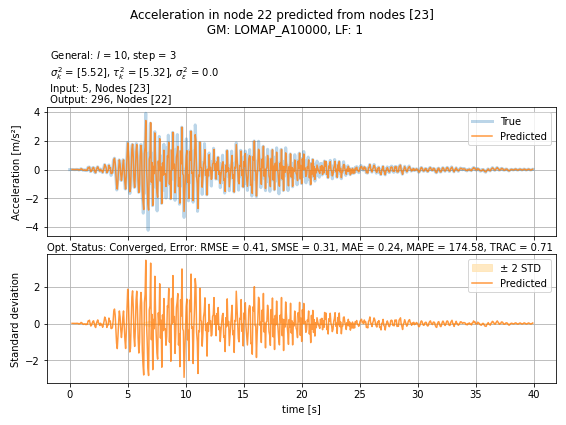 Acceleration in node 22 predicted from nodes [23]
GM: LOMAP_A10000, LF: 1
General: l = 10, step = 3
σ²ₖ = [5.52], τ²ₖ = [5.32], σ²ε = 0.0
Input: 5, Nodes [23]
Output: 296, Nodes [22]
4
2
0
−2
−4
Acceleration [m/s²]
True
Predicted
Opt. Status: Converged, Error: RMSE = 0.41, SMSE = 0.31, MAE = 0.24, MAPE = 174.58, TRAC = 0.71
2
0
−2
Standard deviation
± 2 STD
Predicted
0 5 10 15 20 25 30 35 40
time [s]